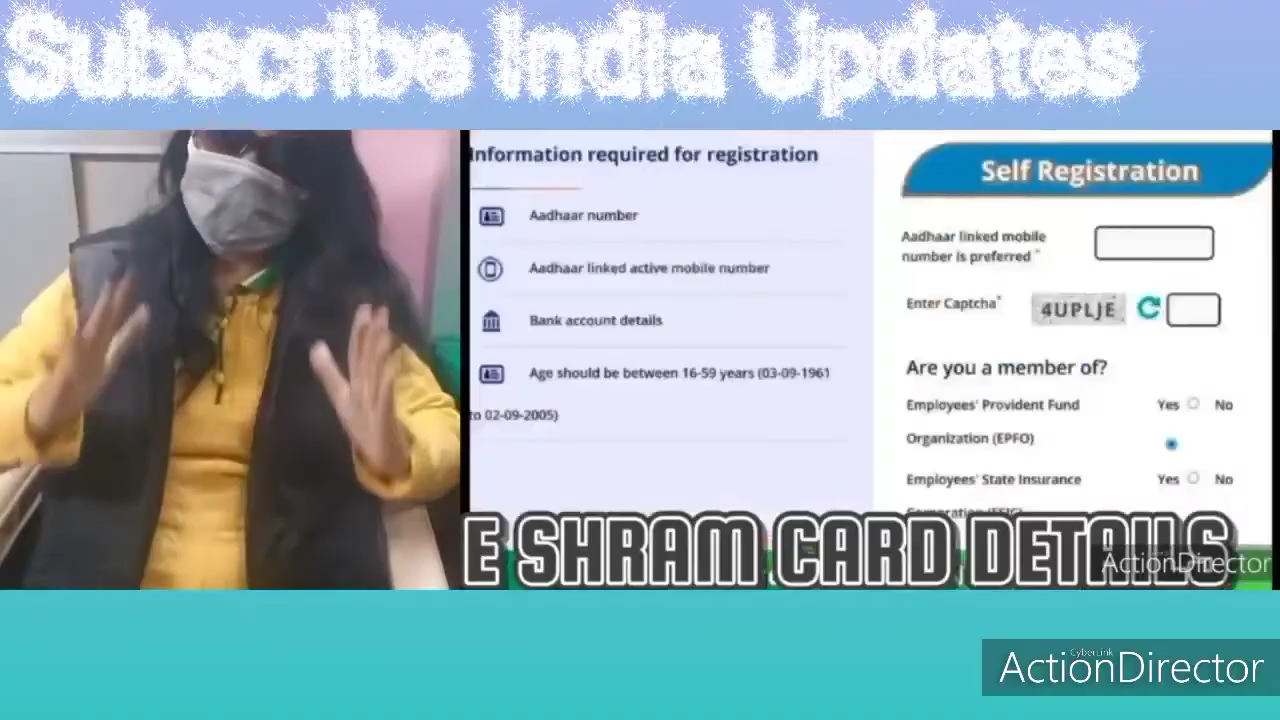 Subscribe India Updates
Information required for registration
Aadhaar number
Aadhaar linked active mobile number
Bank account details
Age should be between 16-59 years (03-09-1961
to 02-09-2005)
Self Registration
Aadhaar linked mobile
number is preferred *
Enter Captcha*
4UPLJE
Are you a member of?
Employees' Provident Fund
Yes No
Organization (EPFO)
Employees' State Insurance
Yes No
Corporation (ESIC)
E SHRAM CARD DETAILS
ActionDirector
CyberLink
ActionDirector